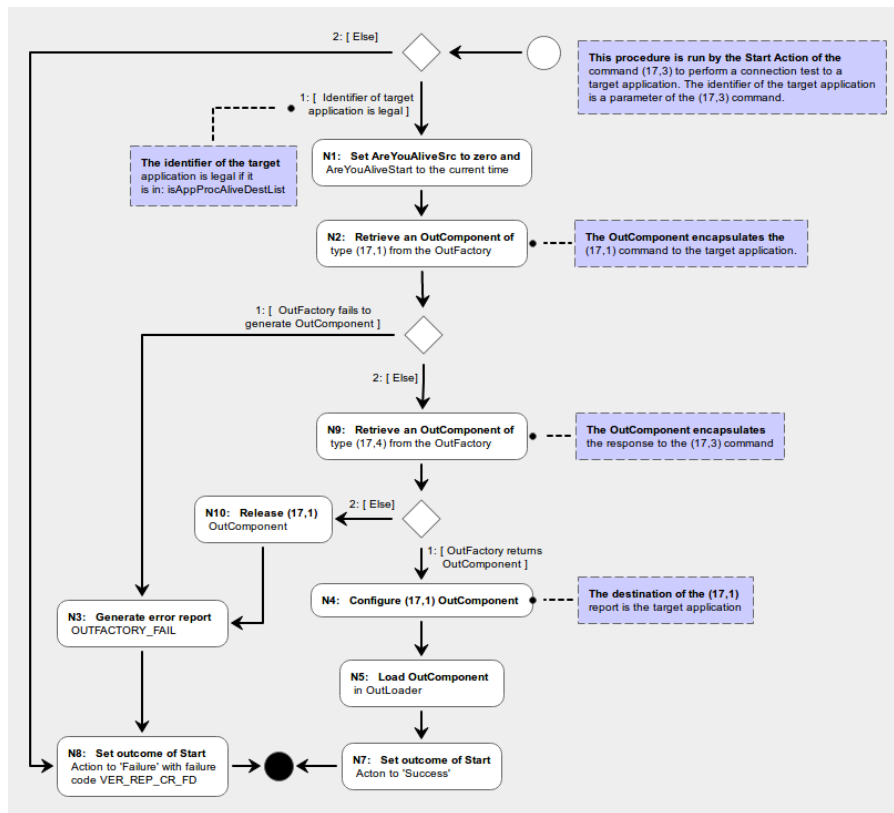 2: [ Else]
This procedure is run by the Start Action of the
command (17,3) to perform a connection test to a
target application. The identifier of the target application
is a parameter of the (17,3) command.
1: [  Identifier of target
application is legal ]
The identifier of the target
application is legal if it
is in: isAppProcAliveDestList
N1:   Set AreYouAliveSrc to zero and
AreYouAliveStart to the current time
N2:   Retrieve an OutComponent of
type (17,1) from the OutFactory
The OutComponent encapsulates the
(17,1) command to the target application.
1: [  OutFactory fails to
generate OutComponent ]
2: [ Else]
N9:   Retrieve an OutComponent of
type (17,4) from the OutFactory
The OutComponent encapsulates
the response to the (17,3) command
2: [ Else]
N10:   Release (17,1)
OutComponent
1: [ OutFactory returns
OutComponent ]
N4:   Configure (17,1) OutComponent
The destination of the (17,1)
report is the target application
N3:   Generate error report
OUTFACTORY_FAIL
N5:   Load OutComponent
in OutLoader
N8:   Set outcome of Start
Action to 'Failure' with failure
code VER_REP_CR_FD
N7:   Set outcome of Start
Acton to 'Success'